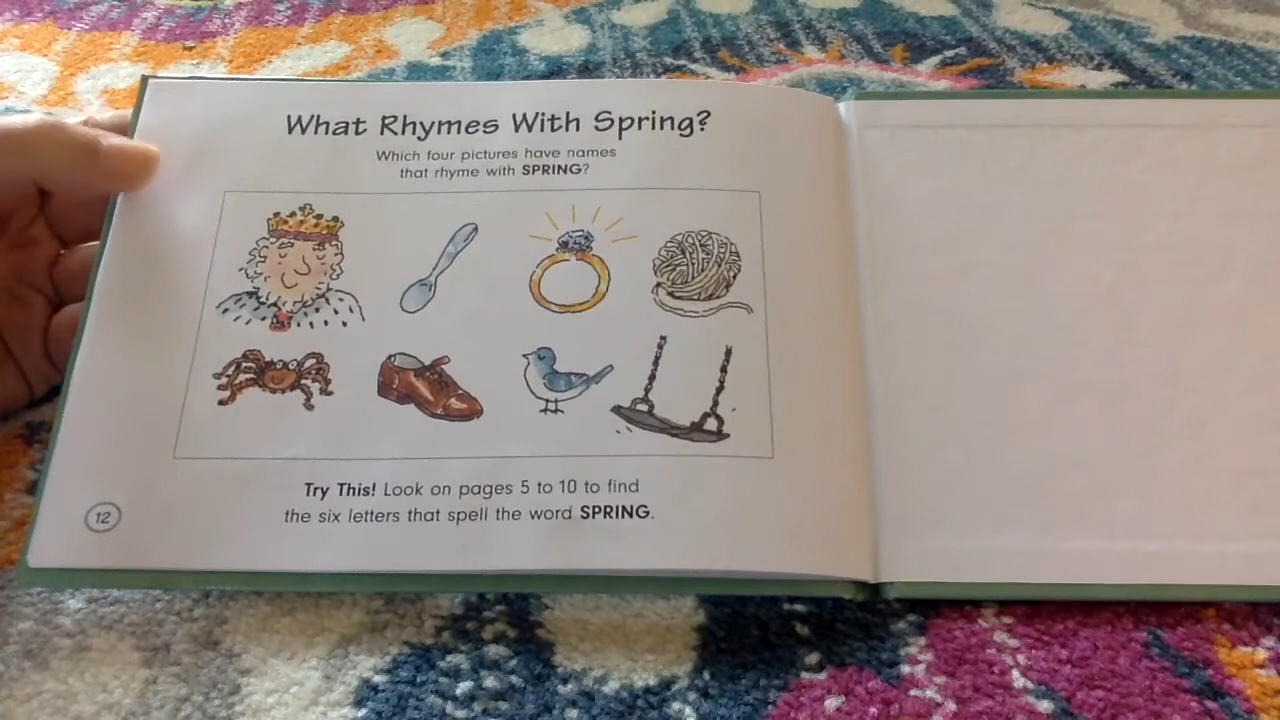 What Rhymes With Spring?
Which four pictures have names
that rhyme with SPRING?
Try This! Look on pages 5 to 10 to find
the six letters that spell the word SPRING.
12